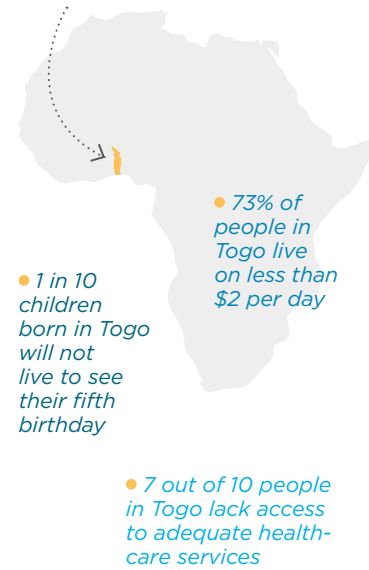 73% of
people in
Togo live
on less than
$2 per day
1 in 10
children
born in Togo
will not
live to see
their fifth
birthday
7 out of 10 people
in Togo lack access
to adequate health-
care services